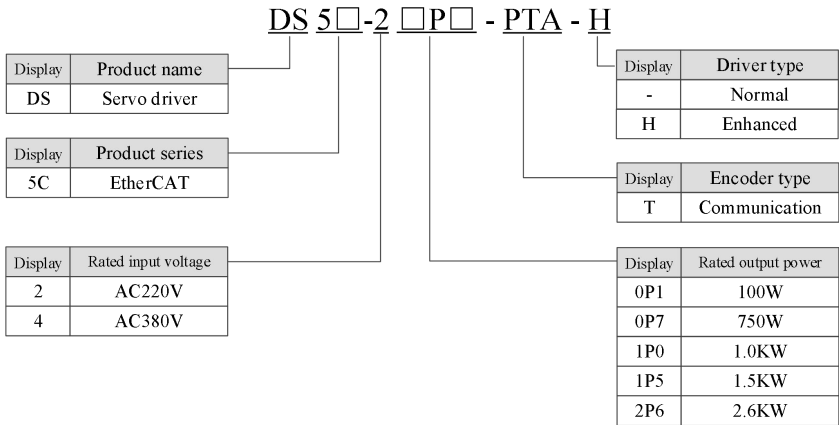 DS 5□-2 □P□ - PTA - H
Display Product name
DS Servo driver
Display Product series
5C EtherCAT
Display Rated input voltage
2 AC220V
4 AC380V
Display Driver type
- Normal
H Enhanced
Display Encoder type
T Communication
Display Rated output power
0P1 100W
0P7 750W
1P0 1.0KW
1P5 1.5KW
2P6 2.6KW